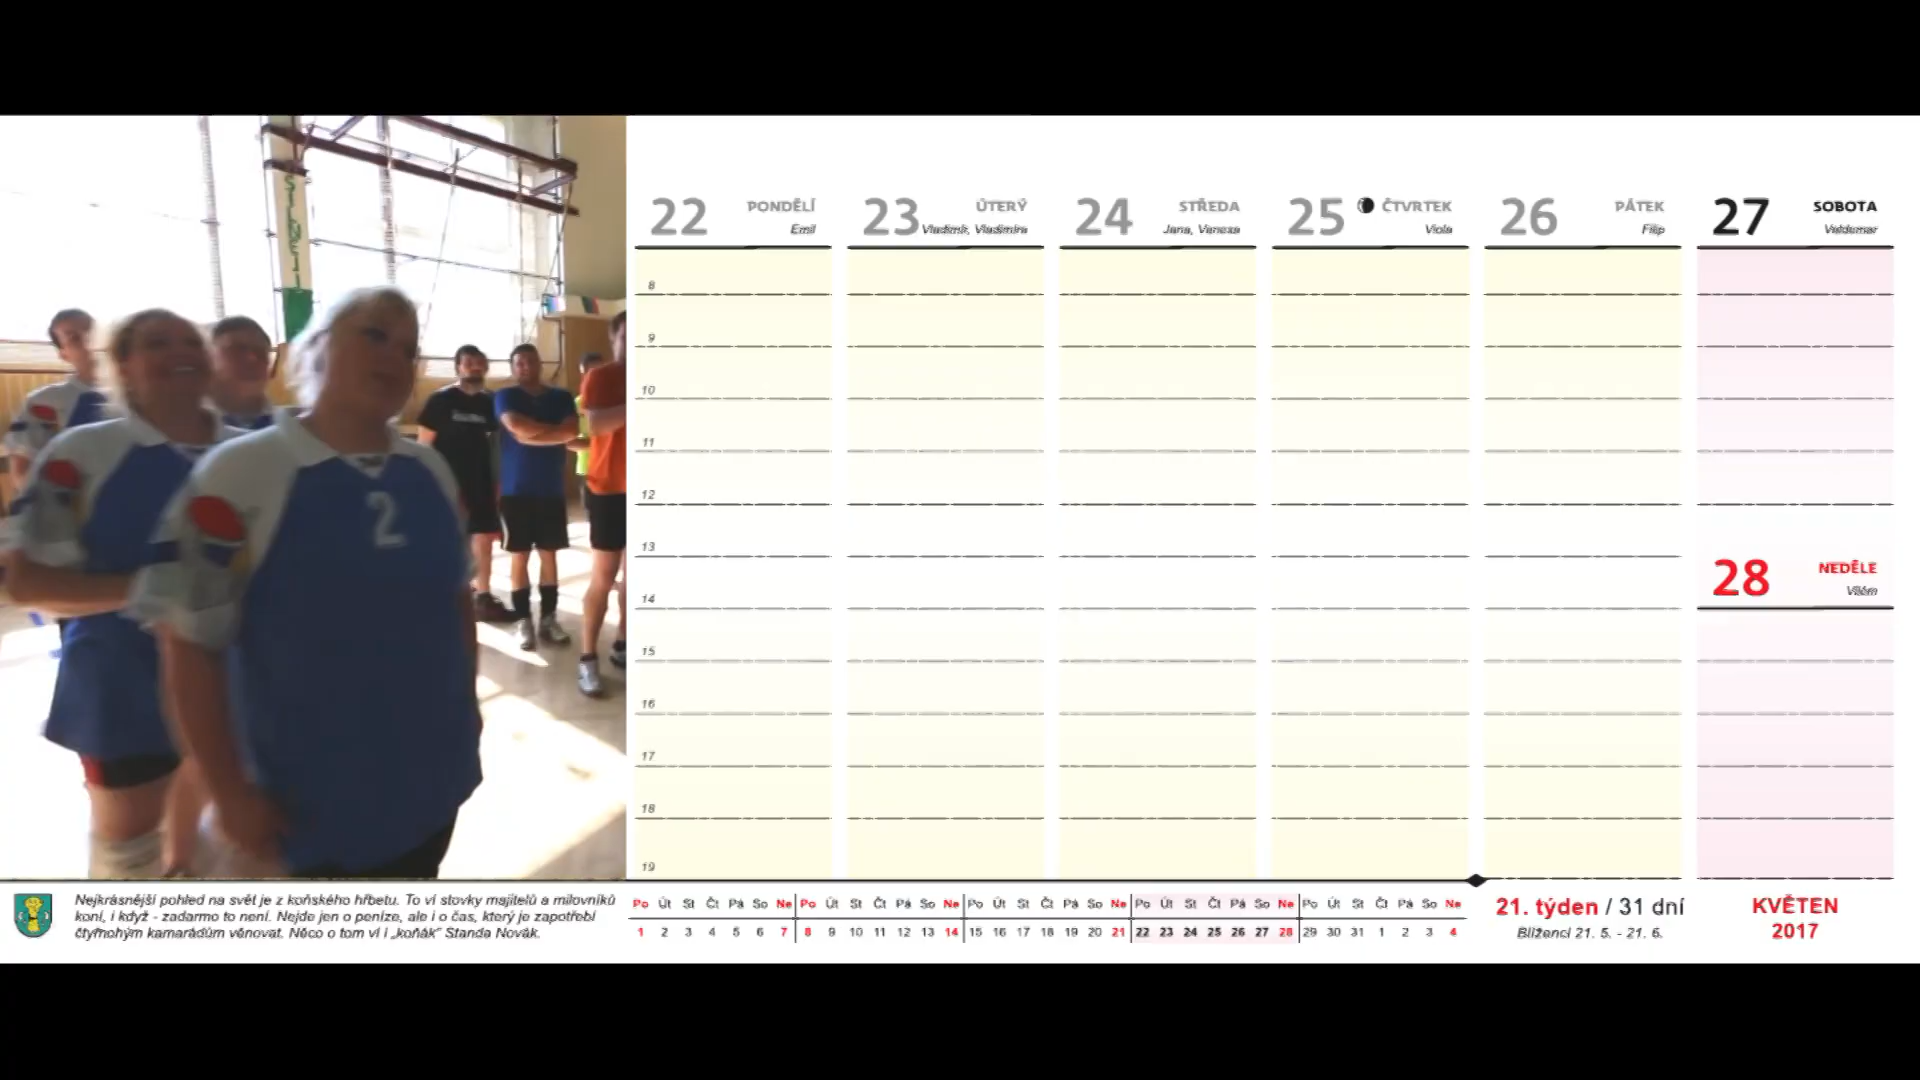 22 PONDĚLÍ
Emil
23 ÚTERÝ
Vladimír, Vladimíra
24 STŘEDA
Jana, Vanesa
25 ČTVRTEK
Viola
26 PÁTEK
Filip
27 SOBOTA
Valdemar
8
9
10
11
12
13
14
15
16
17
18
19
28 NEDĚLE
Vilém
2
Nejkrásnější pohled na svět je z koňského hřbetu. To ví stovky majitelů a milovníků
koní, i když - zadarmo to není. Nejde jen o peníze, ale i o čas, který je zapotřebí
čtyřnohým kamarádům věnovat. Něco o tom ví i „koňák“ Standa Novák.
Po Út St Čt Pá So Ne Po Út St Čt Pá So Ne Po Út St Čt Pá So Ne Po Út St Čt Pá So Ne Po Út St Čt Pá So Ne
1 2 3 4 5 6 7 8 9 10 11 12 13 14 15 16 17 18 19 20 21 22 23 24 25 26 27 28 29 30 31 1 2 3 4
21. týden / 31 dní
Blíženci 21. 5. - 21. 6.
KVĚTEN
2017